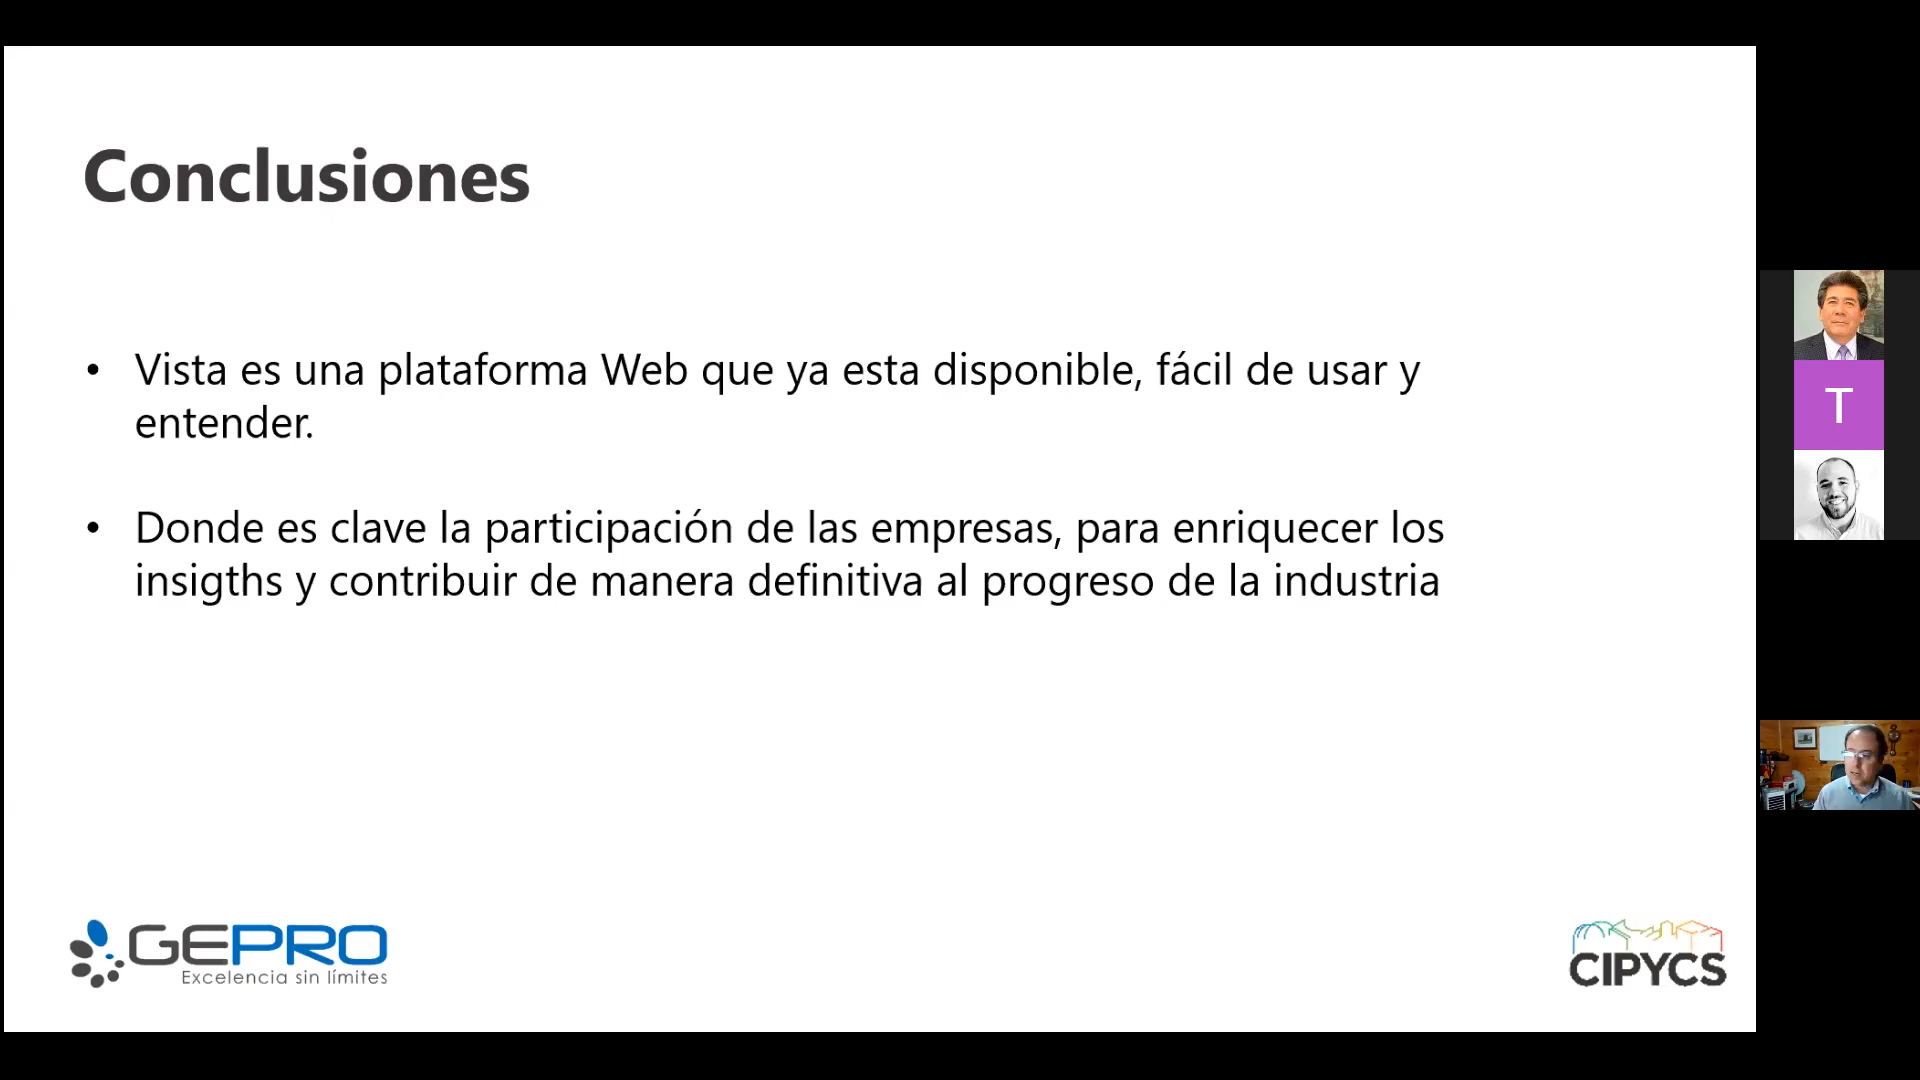 Conclusiones
• Vista es una plataforma Web que ya esta disponible, fácil de usar y
entender.
• Donde es clave la participación de las empresas, para enriquecer los
insigths y contribuir de manera definitiva al progreso de la industria
T
GEPRO
Excelencia sin límites
CIPYCS